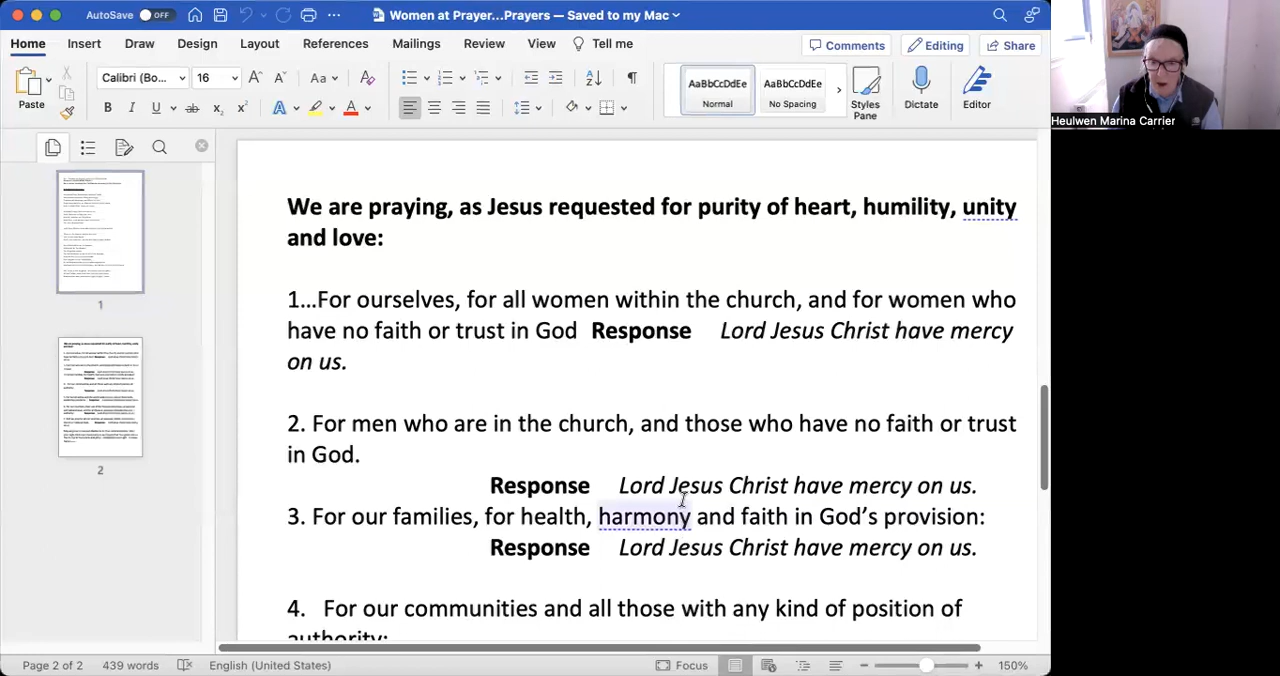 AutoSave OFF
Women at Prayer...Prayers — Saved to my Mac
Home Insert Draw Design Layout References Mailings Review View Tell me
Comments Editing Share
Paste
Calibri (Bo... 16
AaBbCcDdEe
Normal
AaBbCcDdEe
No Spacing
Styles Pane
Dictate
Editor
Heulwen Marina Carrier
We are praying, as Jesus requested for purity of heart, humility, unity
and love:
1...For ourselves, for all women within the church, and for women who
have no faith or trust in God Response Lord Jesus Christ have mercy
on us.
2. For men who are in the church, and those who have no faith or trust
in God.
Response Lord Jesus Christ have mercy on us.
3. For our families, for health, harmony and faith in God's provision:
Response Lord Jesus Christ have mercy on us.
4. For our communities and all those with any kind of position of
authority:
1
2
Page 2 of 2 439 words English (United States) Focus 150%